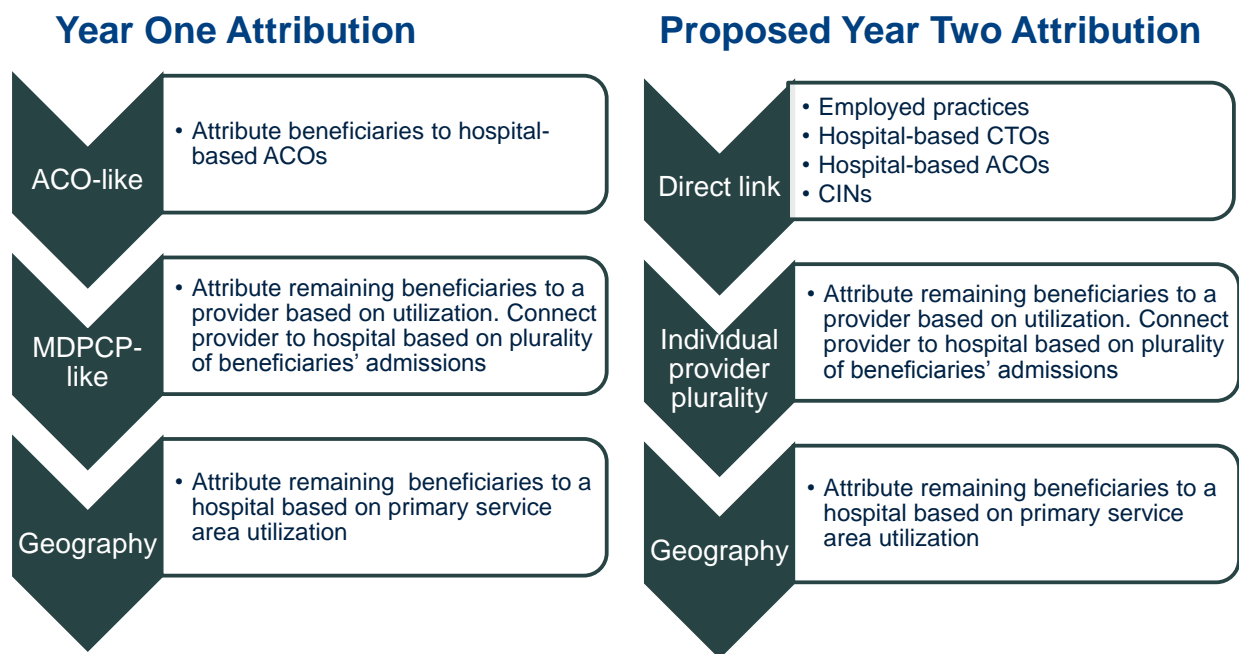 Year One Attribution
ACO-like
• Attribute beneficiaries to hospital-
based ACOs
MDPCP-
like
• Attribute remaining beneficiaries to a
provider based on utilization. Connect
provider to hospital based on plurality
of beneficiaries' admissions
Geography
• Attribute remaining beneficiaries to a
hospital based on primary service
area utilization
Proposed Year Two Attribution
Direct link
• Employed practices
• Hospital-based CTOs
• Hospital-based ACOs
• CINs
Individual
provider
plurality
• Attribute remaining beneficiaries to a
provider based on utilization. Connect
provider to hospital based on plurality
of beneficiaries' admissions
Geography
• Attribute remaining beneficiaries to a
hospital based on primary service
area utilization